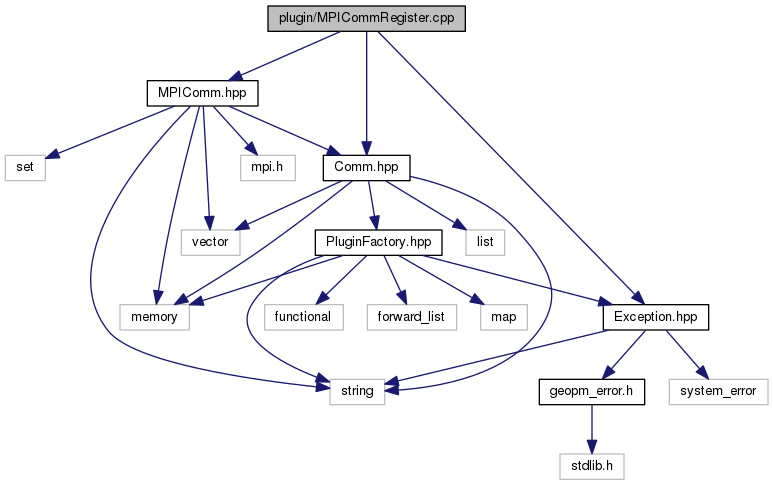 plugin/MPICommRegister.cpp
MPIComm.hpp
set
mpi.h
Comm.hpp
vector
PluginFactory.hpp
list
memory
functional
forward_list
map
Exception.hpp
string
geopm_error.h
system_error
stdlib.h